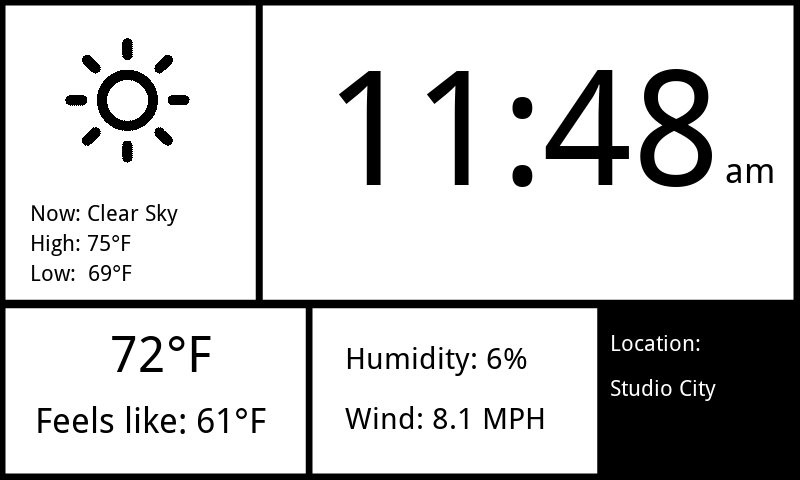 Now: Clear Sky
High: 75°F
Low: 69°F
11:48 am
72°F
Feels like: 61°F
Humidity: 6%
Wind: 8.1 MPH
Location:
Studio City